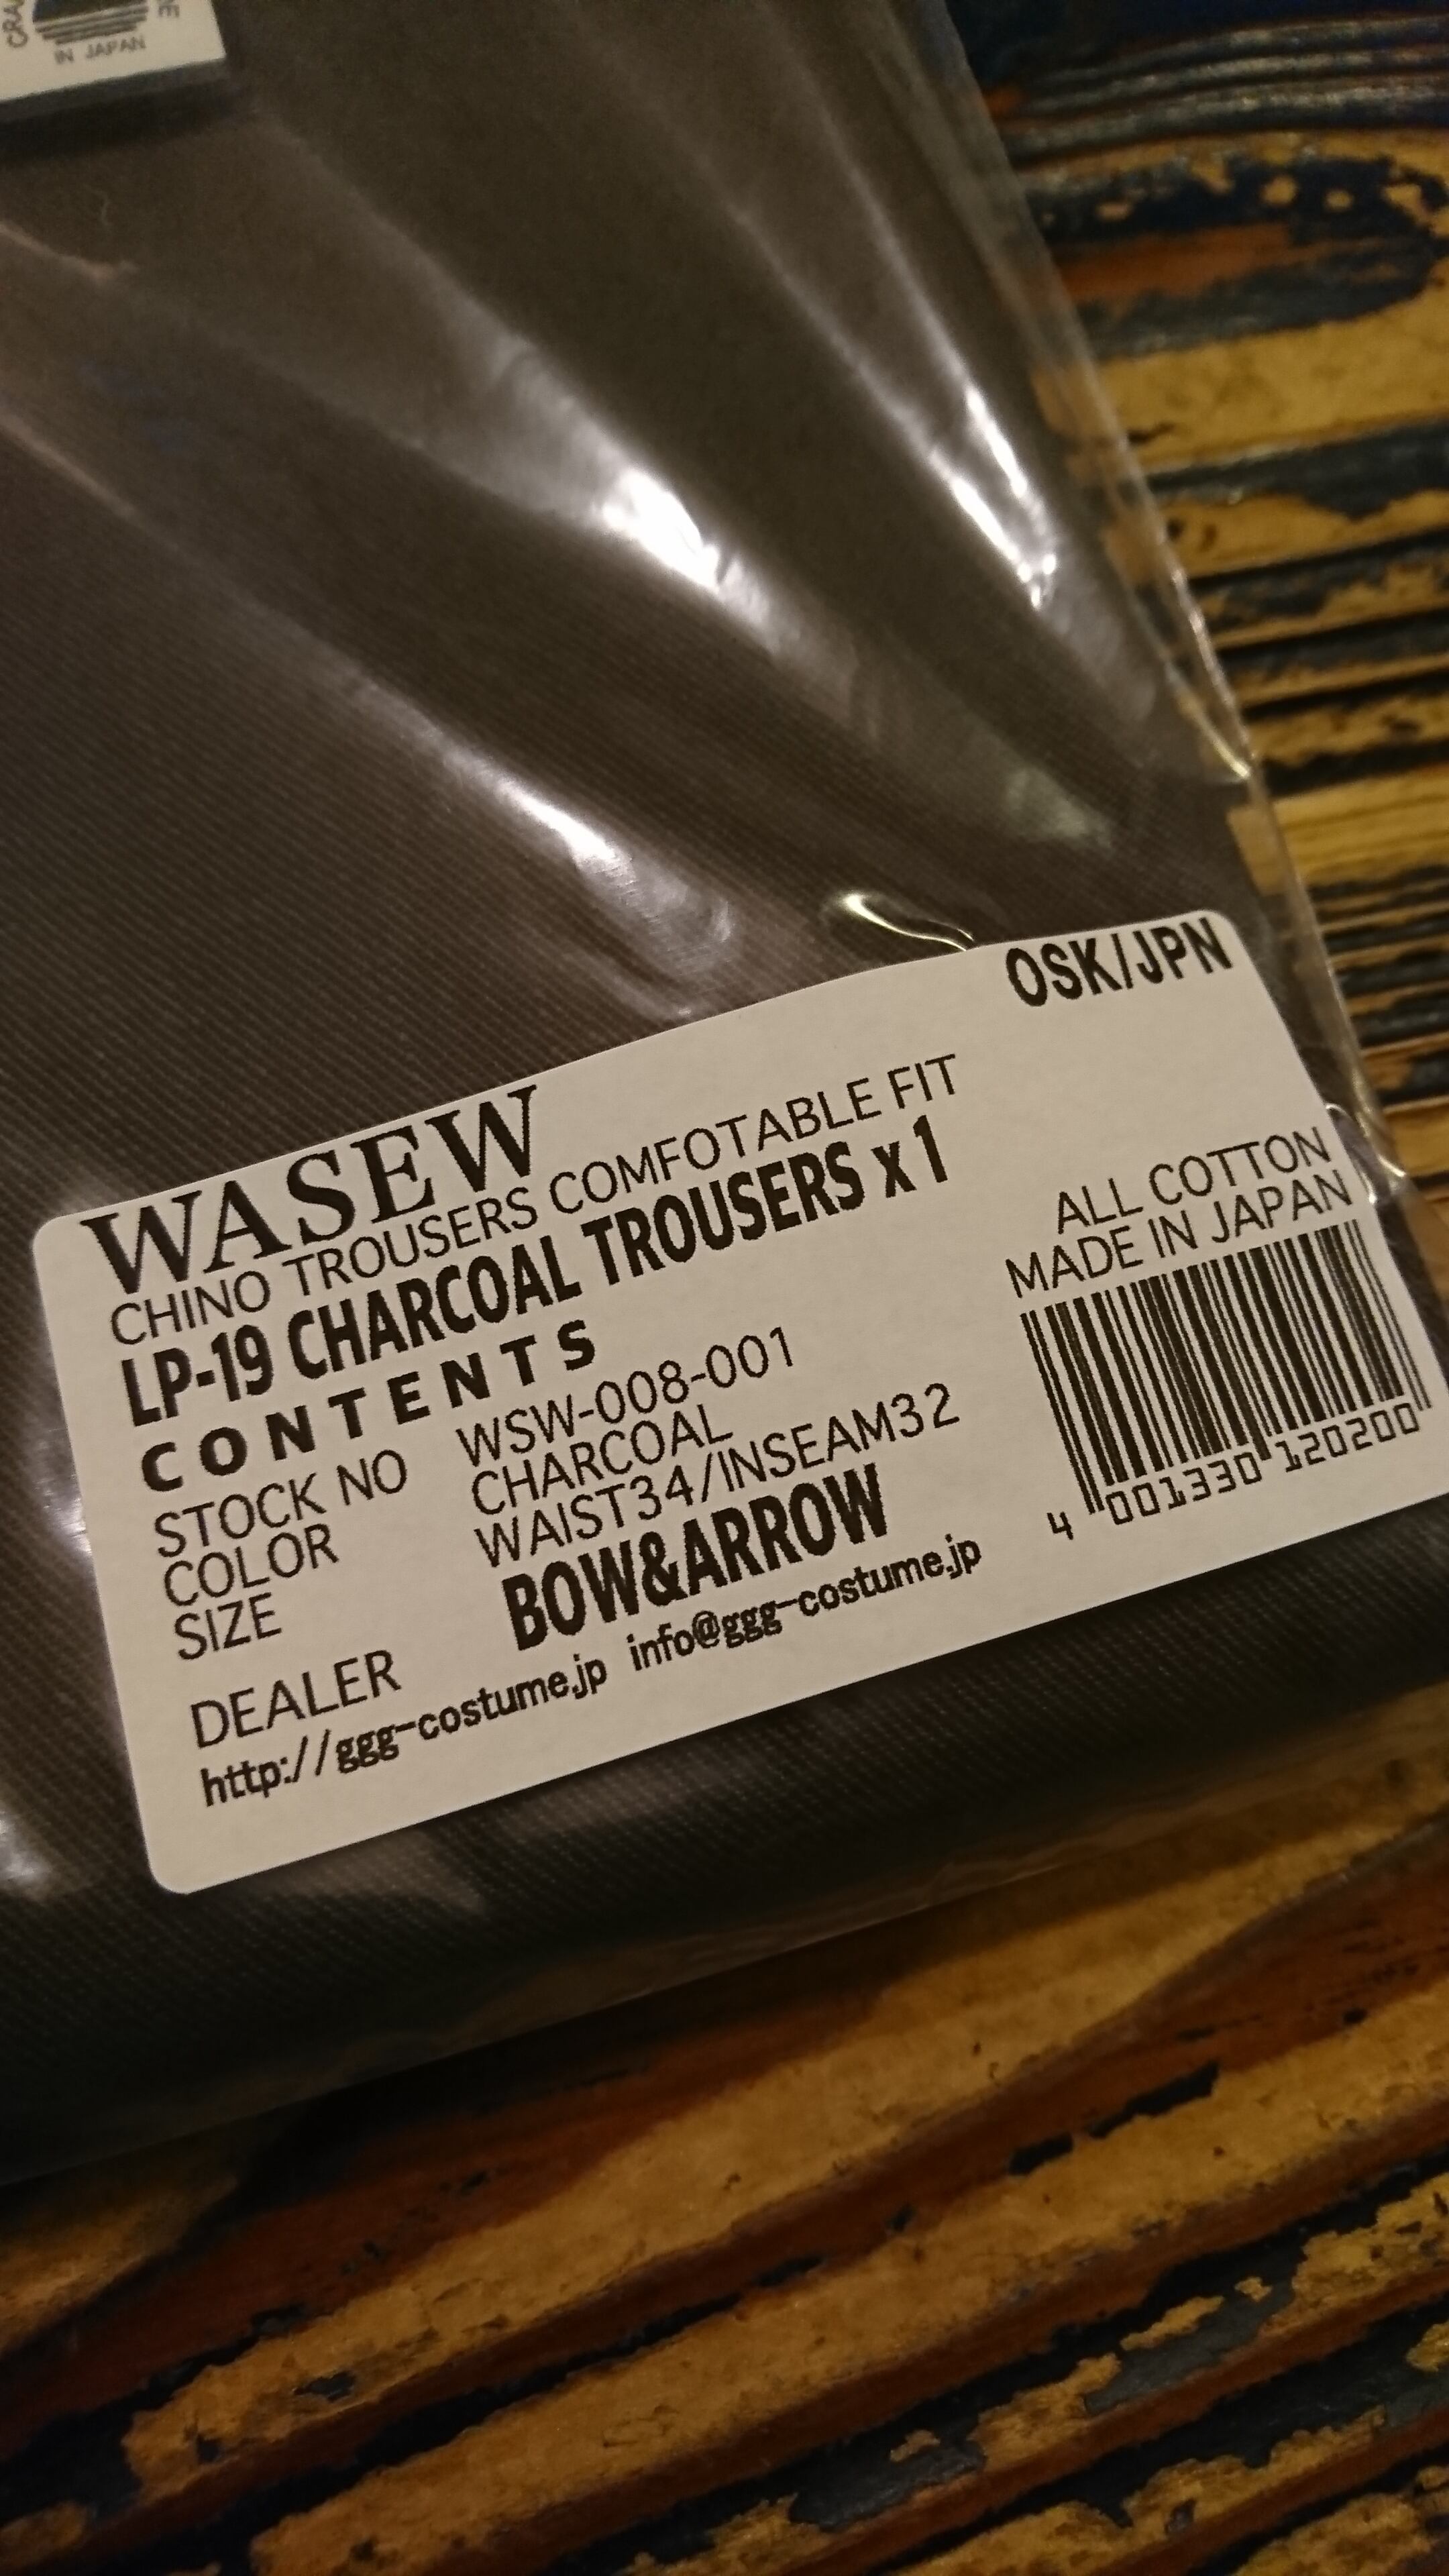 IN JAPAN
OSK/JPN
WASEW
CHINO TROUSERS COMFOTABLE FIT
LP-19 CHARCOAL TROUSERS x 1
CONTENTS
STOCK NO WSW-008-001
COLOR CHARCOAL
SIZE WAIST34/INSEAM32
DEALER BOW&ARROW
http://ggg-costume.jp info@ggg-costume.jp
ALL COTTON
MADE IN JAPAN
4 001330 120200